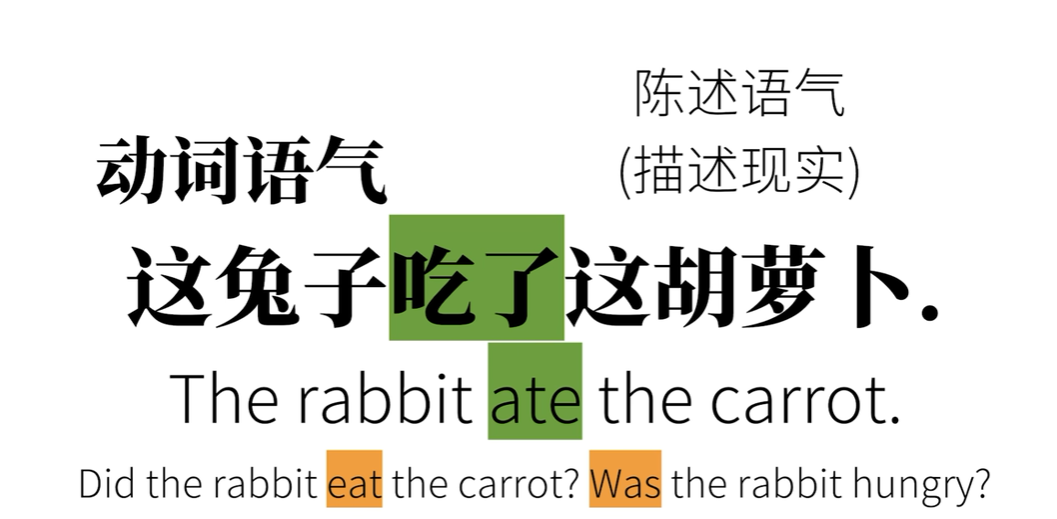 陈述语气
(描述现实)
动词语气
这兔子吃了这胡萝卜.
The rabbit ate the carrot.
Did the rabbit eat the carrot? Was the rabbit hungry?